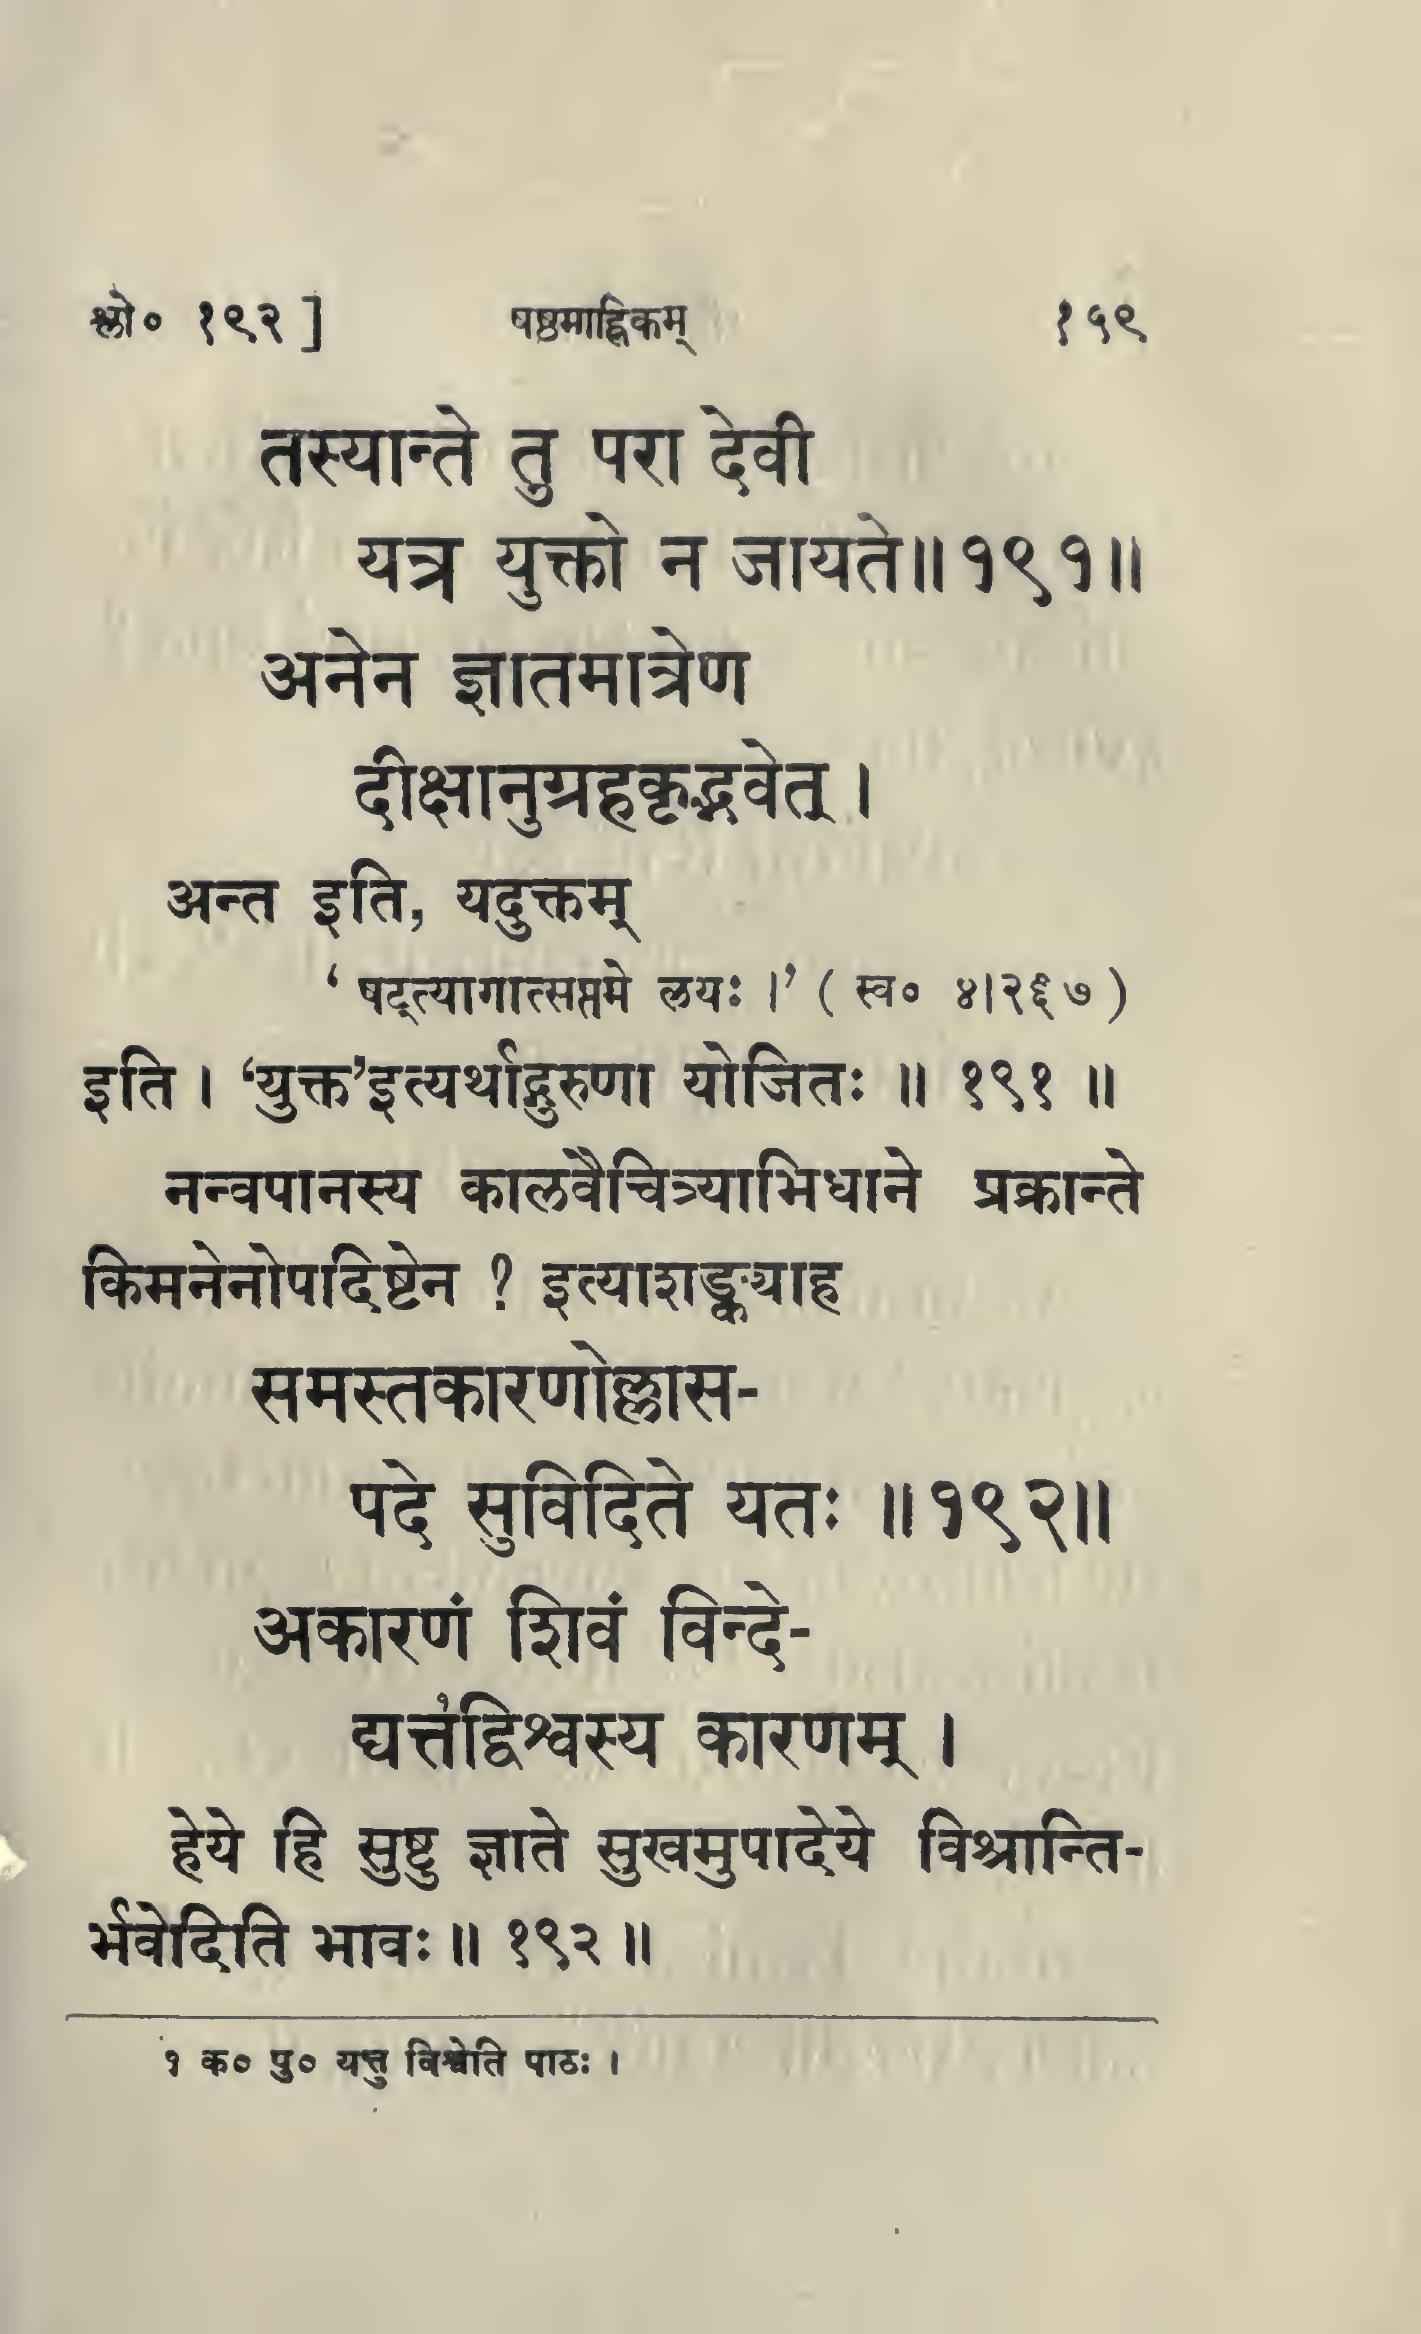 श्लो० १९२] षष्ठमाह्निकम् १५९
तस्यान्ते तु परा देवी
यत्र युक्तो न जायते॥१९१॥
अनेन ज्ञातमात्रेण
दीक्षानुग्रहकृद्भवेत् ।
अन्त इति, यदुक्तम्
‘ षट्त्यागात्सप्तमे लयः ।’ ( स्व० ४।२६७ )
इति । ‘युक्त’इत्यर्थाद्गुरुणा योजितः ॥ १९१ ॥
नन्वपानस्य कालवैचित्र्याभिधाने प्रक्रान्ते
किमनेनोपदिष्टेन ? इत्याशङ्क्याह
समस्तकारणोल्लास-
पदे सुविदिते यतः ॥१९२॥
अकारणं शिवं विन्दे-
द्यत्त१द्विश्वस्य कारणम् ।
हेये हि सुष्टु ज्ञाते सुखमुपादेये विश्रान्ति-
र्भवेदिति भावः॥ १९२ ॥
१ क० पु० यत्तु विश्वेति पाठः ।